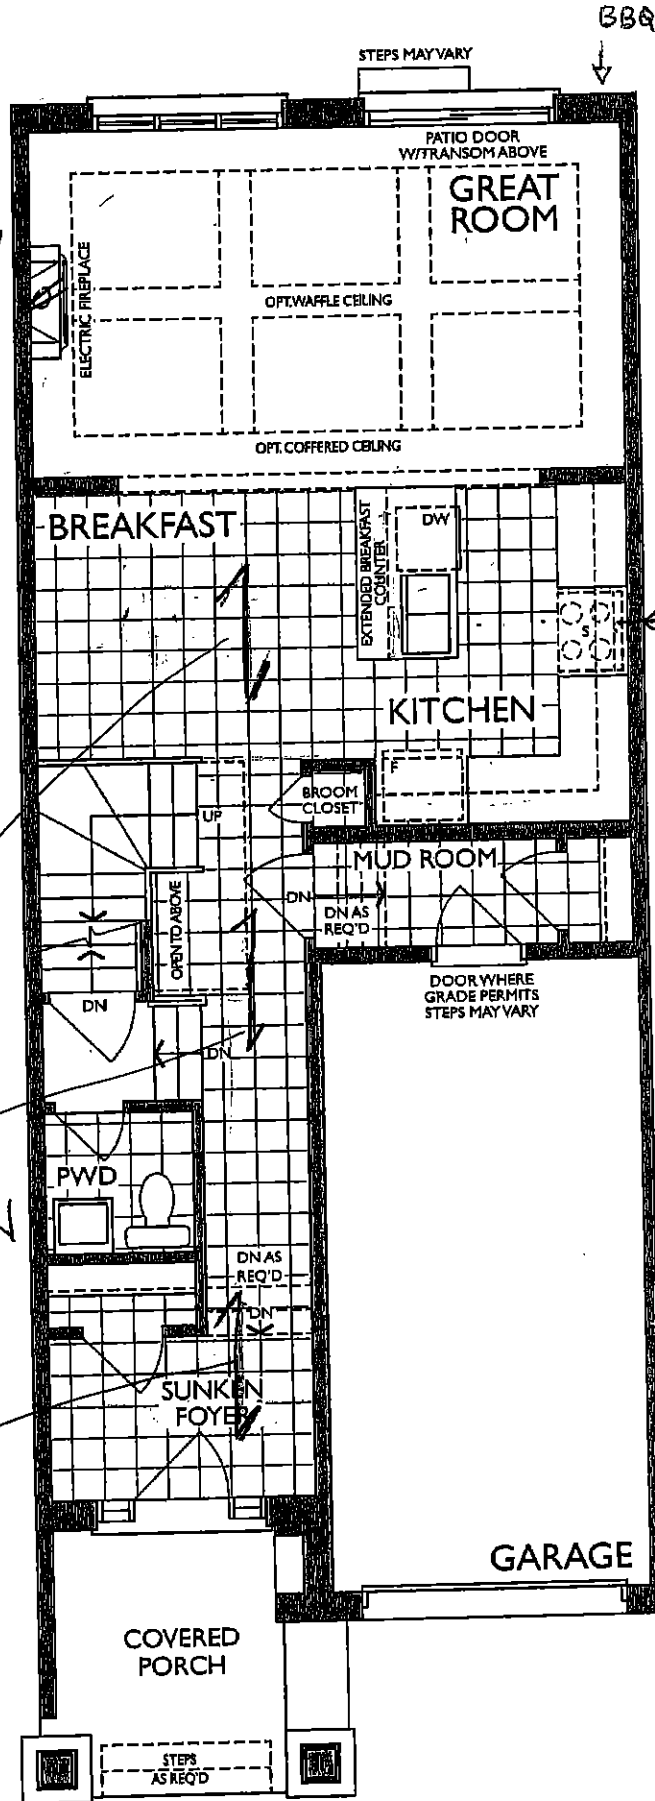 BBQ
STEPS MAY VARY
PATIO DOOR
W/TRANSOM ABOVE
GREAT
ROOM
ELECTRIC FIREPLACE
OPT. WAFFLE CEILING
OPT. COFFERED CEILING
BREAKFAST
EXTENDED BREAKFAST
COUNTER
DW
S
KITCHEN
F
BROOM
CLOSET
UP
MUD ROOM
DN
DN AS
REQ'D
OPEN TO ABOVE
DOOR WHERE
GRADE PERMITS
STEPS MAY VARY
DN
DN
PWD
DN AS
REQ'D
DN
SUNKEN
FOYER
GARAGE
COVERED
PORCH
STEPS
AS REQ'D